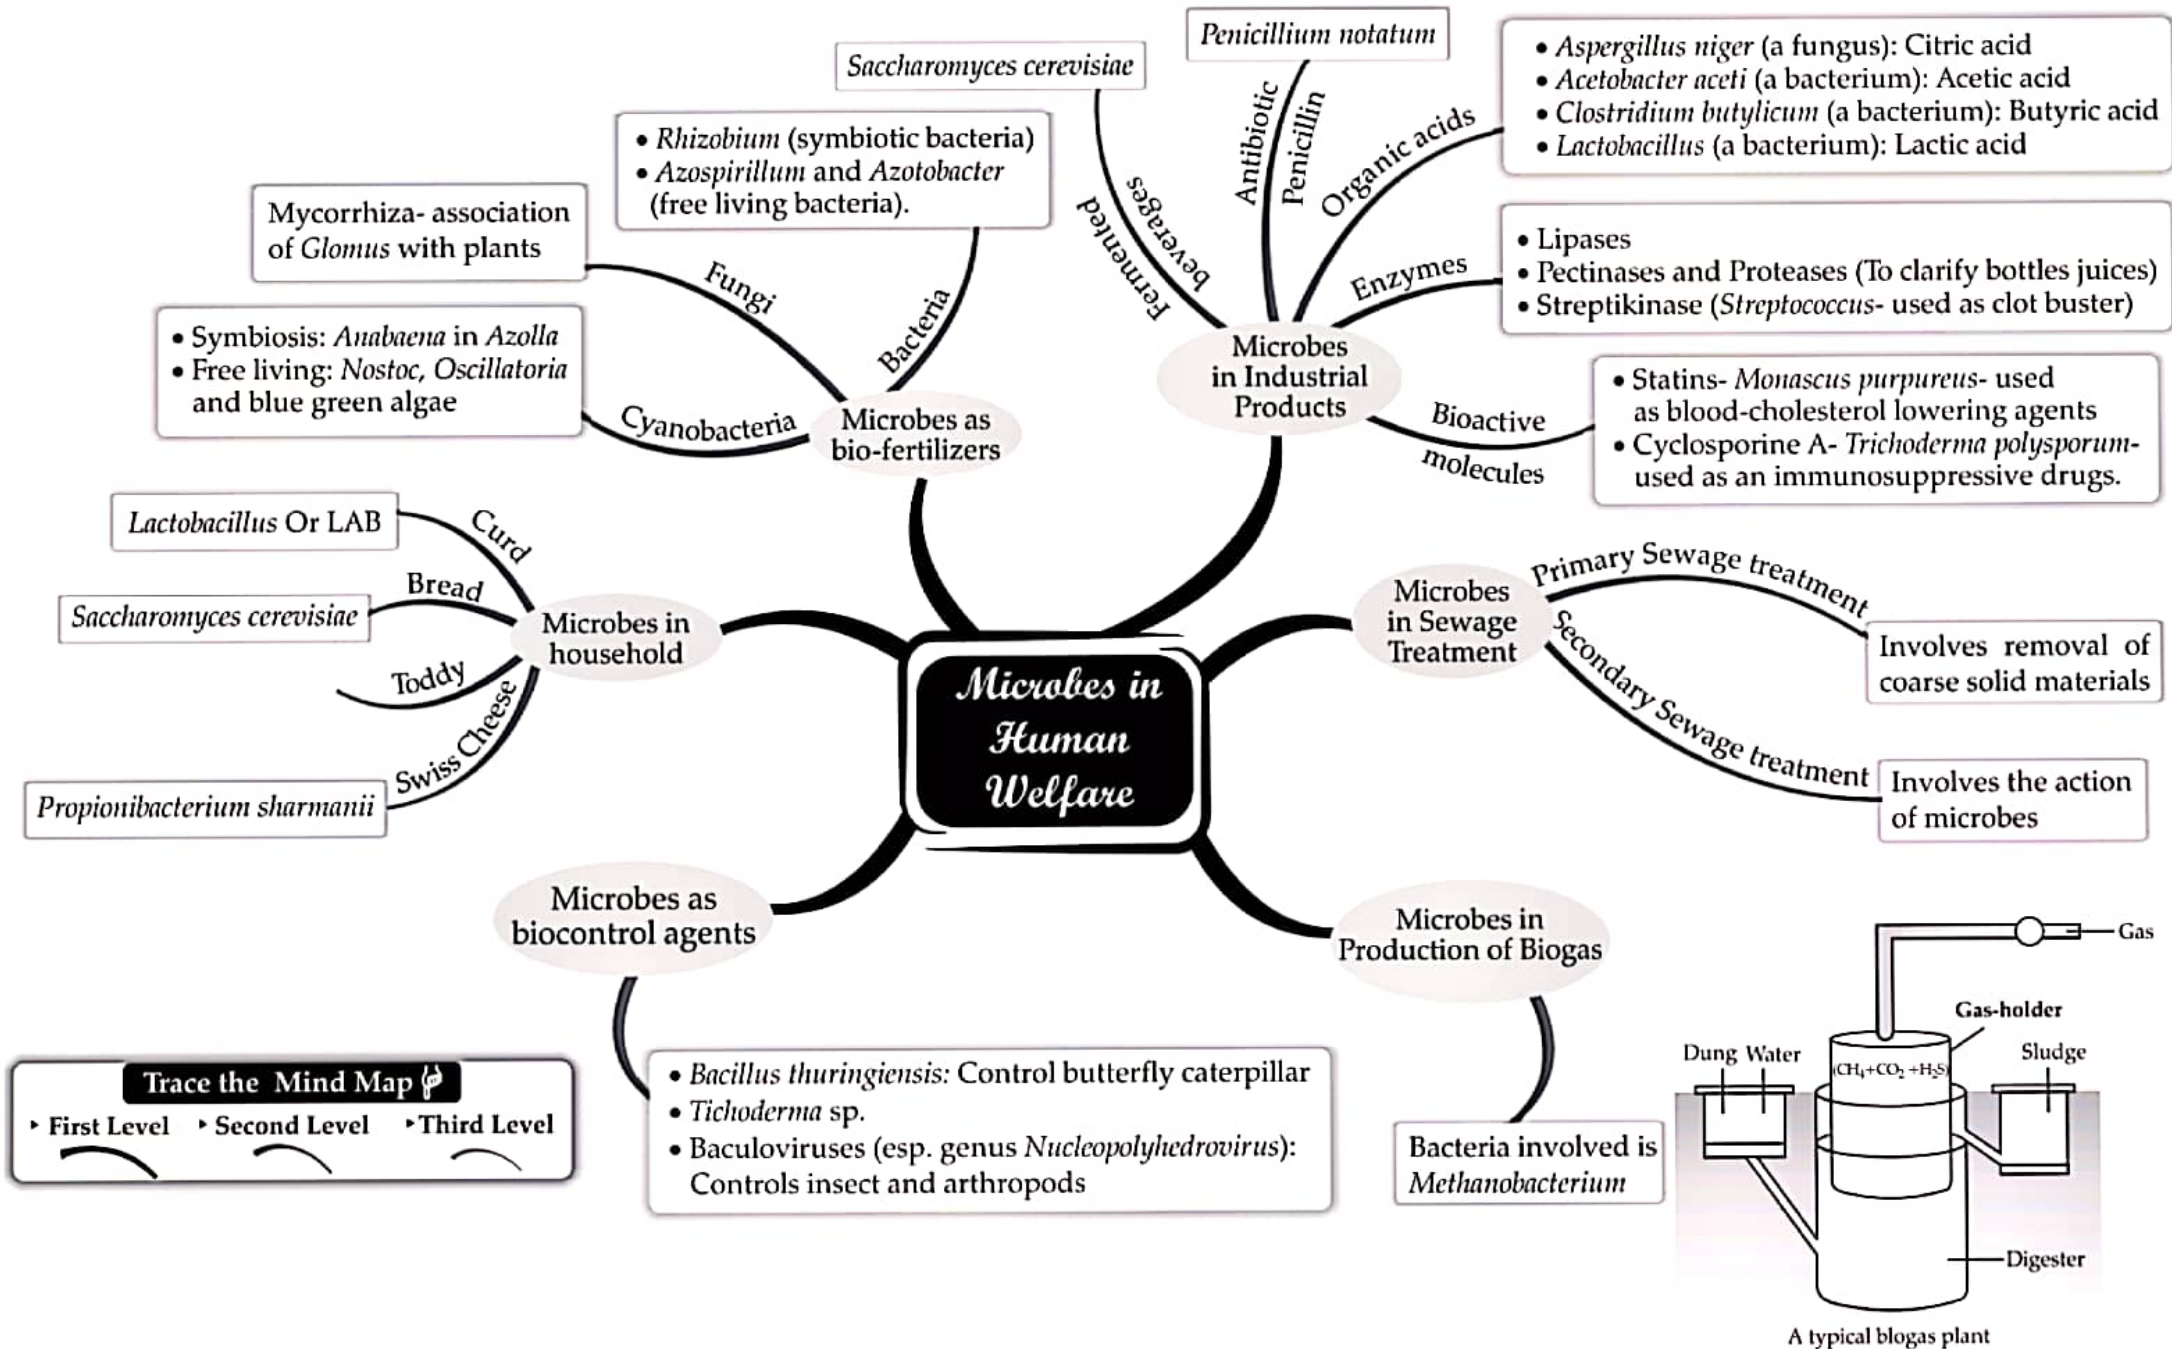 Penicillium notatum
Saccharomyces cerevisiae
• Aspergillus niger (a fungus): Citric acid
• Acetobacter aceti (a bacterium): Acetic acid
• Clostridium butylicum (a bacterium): Butyric acid
• Lactobacillus (a bacterium): Lactic acid
• Rhizobium (symbiotic bacteria)
• Azospirillum and Azotobacter
(free living bacteria).
Mycorrhiza- association
of Glomus with plants
Fungi
Bacteria
Fermented
beverages
Antibiotic
Penicillin
Organic acids
Enzymes
• Lipases
• Pectinases and Proteases (To clarify bottles juices)
• Streptikinase (Streptococcus- used as clot buster)
• Symbiosis: Anabaena in Azolla
• Free living: Nostoc, Oscillatoria
and blue green algae
Cyanobacteria
Microbes as
bio-fertilizers
Microbes
in Industrial
Products
Bioactive
molecules
• Statins- Monascus purpureus- used
as blood-cholesterol lowering agents
• Cyclosporine A- Trichoderma polysporum-
used as an immunosuppressive drugs.
Lactobacillus Or LAB
Curd
Bread
Saccharomyces cerevisiae
Toddy
Swiss Cheese
Propionibacterium sharmanii
Microbes in
household
Microbes in
Human
Welfare
Microbes
in Sewage
Treatment
Primary Sewage treatment
Involves removal of
coarse solid materials
Secondary Sewage treatment
Involves the action
of microbes
Microbes as
biocontrol agents
• Bacillus thuringiensis: Control butterfly caterpillar
• Tichoderma sp.
• Baculoviruses (esp. genus Nucleopolyhedrovirus):
Controls insect and arthropods
Microbes in
Production of Biogas
Bacteria involved is
Methanobacterium
Trace the Mind Map
‣ First Level ‣ Second Level ‣ Third Level
Gas
Gas-holder
Dung Water
Sludge
(CH₄+CO₂+H₂S)
Digester
A typical blogas plant